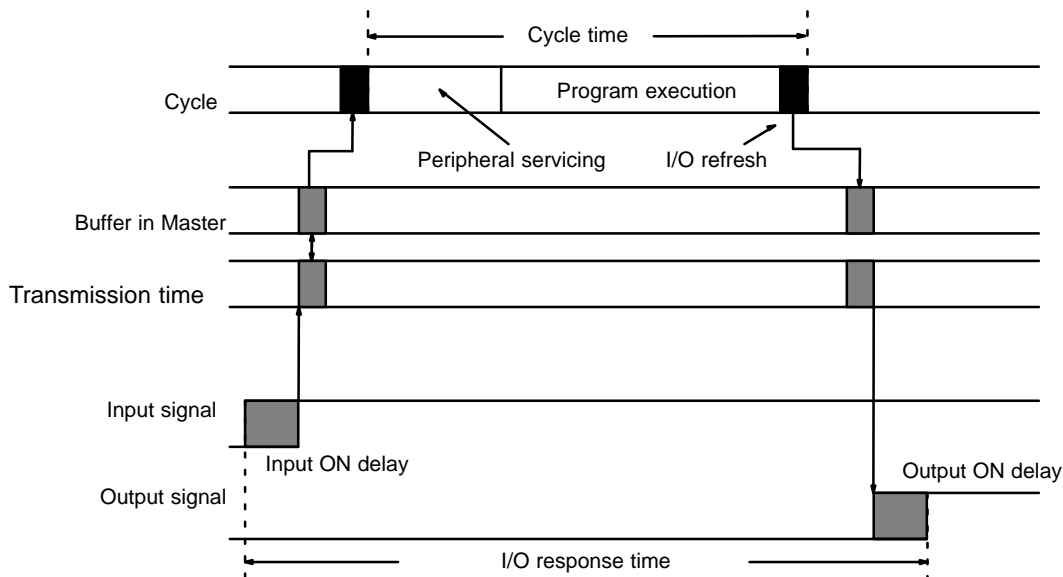 Cycle time
Cycle
Program execution
Peripheral servicing
I/O refresh
Buffer in Master
Transmission time
Input signal
Input ON delay
Output ON delay
Output signal
I/O response time